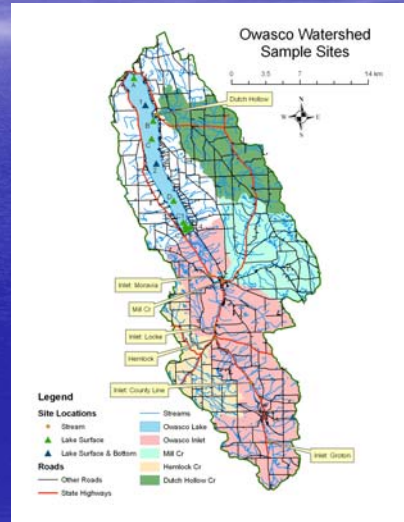 Owasco Watershed
Sample Sites
0 3.5 7 14 km
N
W E
S
Dutch Hollow
Inlet: Moravia
Mill Cr
Inlet: Locke
Hemlock
Inlet: County Line
Inlet: Groton
Legend
Site Locations
Stream
Lake Surface
Lake Surface & Bottom
Roads
Other Roads
State Highways
Streams
Owasco Lake
Owasco Inlet
Mill Cr
Hemlock Cr
Dutch Hollow Cr